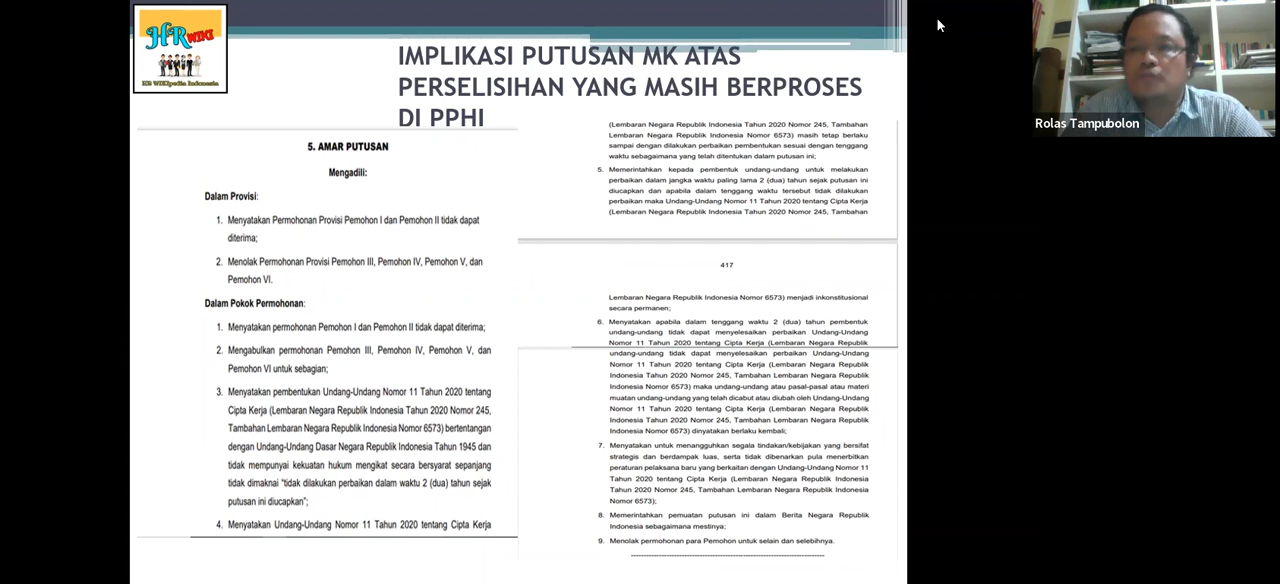 HR WIKI
HR WIKIpedia Indonesia
IMPLIKASI PUTUSAN MK ATAS
PERSELISIHAN YANG MASIH BERPROSES
DI PPHI
5. AMAR PUTUSAN
Mengadili:
Dalam Provisi:
1. Menyatakan Permohonan Provisi Pemohon I dan Pemohon II tidak dapat
diterima;
2. Menolak Permohonan Provisi Pemohon III, Pemohon IV, Pemohon V, dan
Pemohon VI.
Dalam Pokok Permohonan:
1. Menyatakan permohonan Pemohon I dan Pemohon II tidak dapat diterima;
2. Mengabulkan permohonan Pemohon III, Pemohon IV, Pemohon V, dan
Pemohon VI untuk sebagian;
3. Menyatakan pembentukan Undang-Undang Nomor 11 Tahun 2020 tentang
Cipta Kerja (Lembaran Negara Republik Indonesia Tahun 2020 Nomor 245,
Tambahan Lembaran Negara Republik Indonesia Nomor 6573) bertentangan
dengan Undang-Undang Dasar Negara Republik Indonesia Tahun 1945 dan
tidak mempunyai kekuatan hukum mengikat secara bersyarat sepanjang
tidak dimaknai "tidak dilakukan perbaikan dalam waktu 2 (dua) tahun sejak
putusan ini diucapkan";
4. Menyatakan Undang-Undang Nomor 11 Tahun 2020 tentang Cipta Kerja
(Lembaran Negara Republik Indonesia Tahun 2020 Nomor 245, Tambahan
Lembaran Negara Republik Indonesia Nomor 6573) masih tetap berlaku
sampai dengan dilakukan perbaikan pembentukan sesuai dengan tenggang
waktu sebagaimana yang telah ditentukan dalam putusan ini;
5. Memerintahkan kepada pembentuk undang-undang untuk melakukan
perbaikan dalam jangka waktu paling lama 2 (dua) tahun sejak putusan ini
diucapkan dan apabila dalam tenggang waktu tersebut tidak dilakukan
perbaikan maka Undang-Undang Nomor 11 Tahun 2020 tentang Cipta Kerja
(Lembaran Negara Republik Indonesia Tahun 2020 Nomor 245, Tambahan
417
Lembaran Negara Republik Indonesia Nomor 6573) menjadi inkonstitusional
secara permanen;
6. Menyatakan apabila dalam tenggang waktu 2 (dua) tahun pembentuk
undang-undang tidak dapat menyelesaikan perbaikan Undang-Undang
Nomor 11 Tahun 2020 tentang Cipta Kerja (Lembaran Negara Republik
undang-undang tidak dapat menyelesaikan perbaikan Undang-Undang
Nomor 11 Tahun 2020 tentang Cipta Kerja (Lembaran Negara Republik
Indonesia Tahun 2020 Nomor 245, Tambahan Lembaran Negara Republik
Indonesia Nomor 6573) maka undang-undang atau pasal-pasal atau materi
muatan undang-undang yang telah dicabut atau diubah oleh Undang-Undang
Nomor 11 Tahun 2020 tentang Cipta Kerja (Lembaran Negara Republik
Indonesia Tahun 2020 Nomor 245, Tambahan Lembaran Negara Republik
Indonesia Nomor 6573) dinyatakan berlaku kembali;
7. Menyatakan untuk menangguhkan segala tindakan/kebijakan yang bersifat
strategis dan berdampak luas, serta tidak dibenarkan pula menerbitkan
peraturan pelaksana baru yang berkaitan dengan Undang-Undang Nomor 11
Tahun 2020 tentang Cipta Kerja (Lembaran Negara Republik Indonesia
Tahun 2020 Nomor 245, Tambahan Lembaran Negara Republik Indonesia
Nomor 6573);
8. Memerintahkan pemuatan putusan ini dalam Berita Negara Republik
Indonesia sebagaimana mestinya;
9. Menolak permohonan para Pemohon untuk selain dan selebihnya.
Rolas Tampubolon